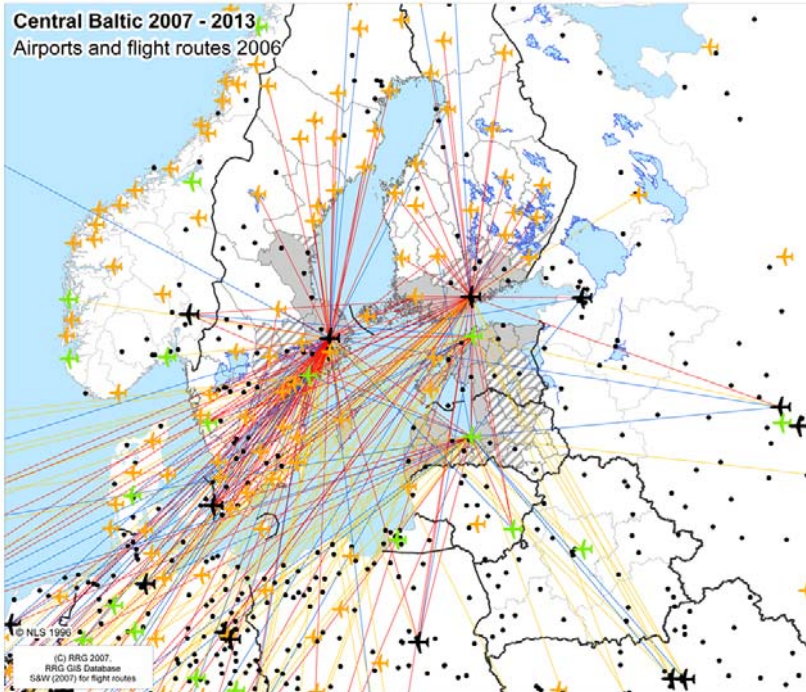 Central Baltic 2007 - 2013
Airports and flight routes 2006
© NLS 1996
(C) RRG 2007,
RRG GIS Database
S&W (2007) for flight routes